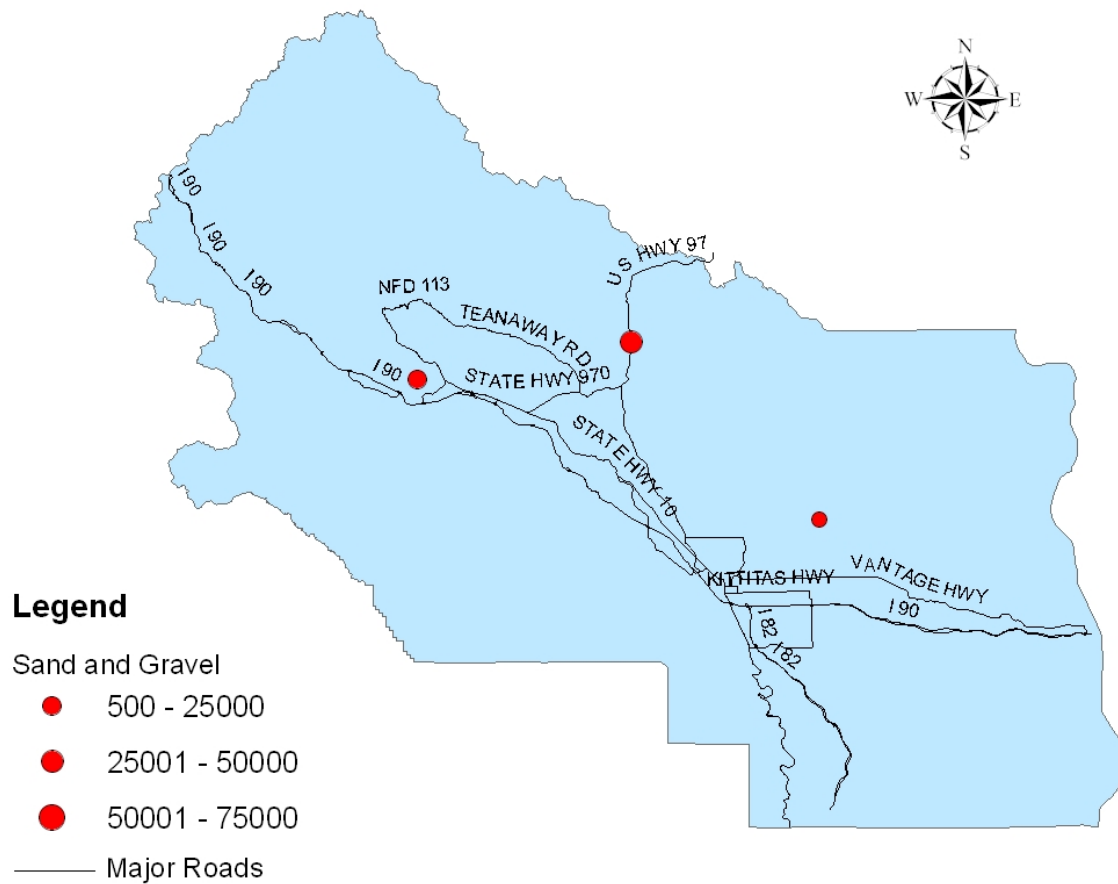 N
W E
S
I 90
I 90
I 90
US HWY 97
NFD 113
TEANAWAY RD
I 90
STATE HWY 970
STATE HWY 10
KITTITAS HWY
VANTAGE HWY
I 90
I 82
I 82
Legend
Sand and Gravel
500 - 25000
25001 - 50000
50001 - 75000
Major Roads